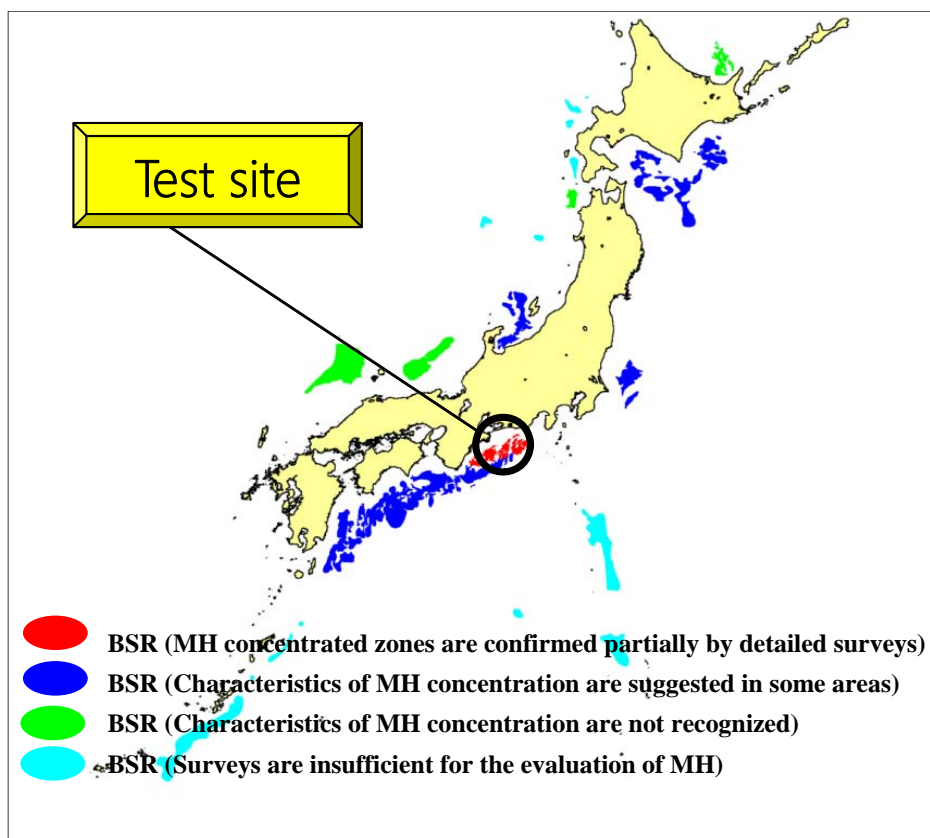 Test site
BSR (MH concentrated zones are confirmed partially by detailed surveys)
BSR (Characteristics of MH concentration are suggested in some areas)
BSR (Characteristics of MH concentration are not recognized)
BSR (Surveys are insufficient for the evaluation of MH)